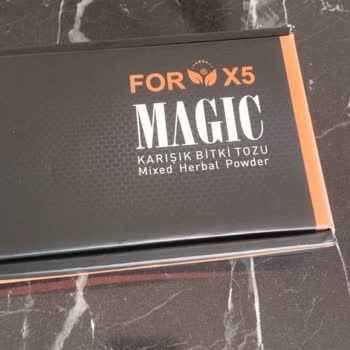 FOR X5
MAGIC
KARIŞIK BİTKİ TOZU
Mixed Herbal Powder